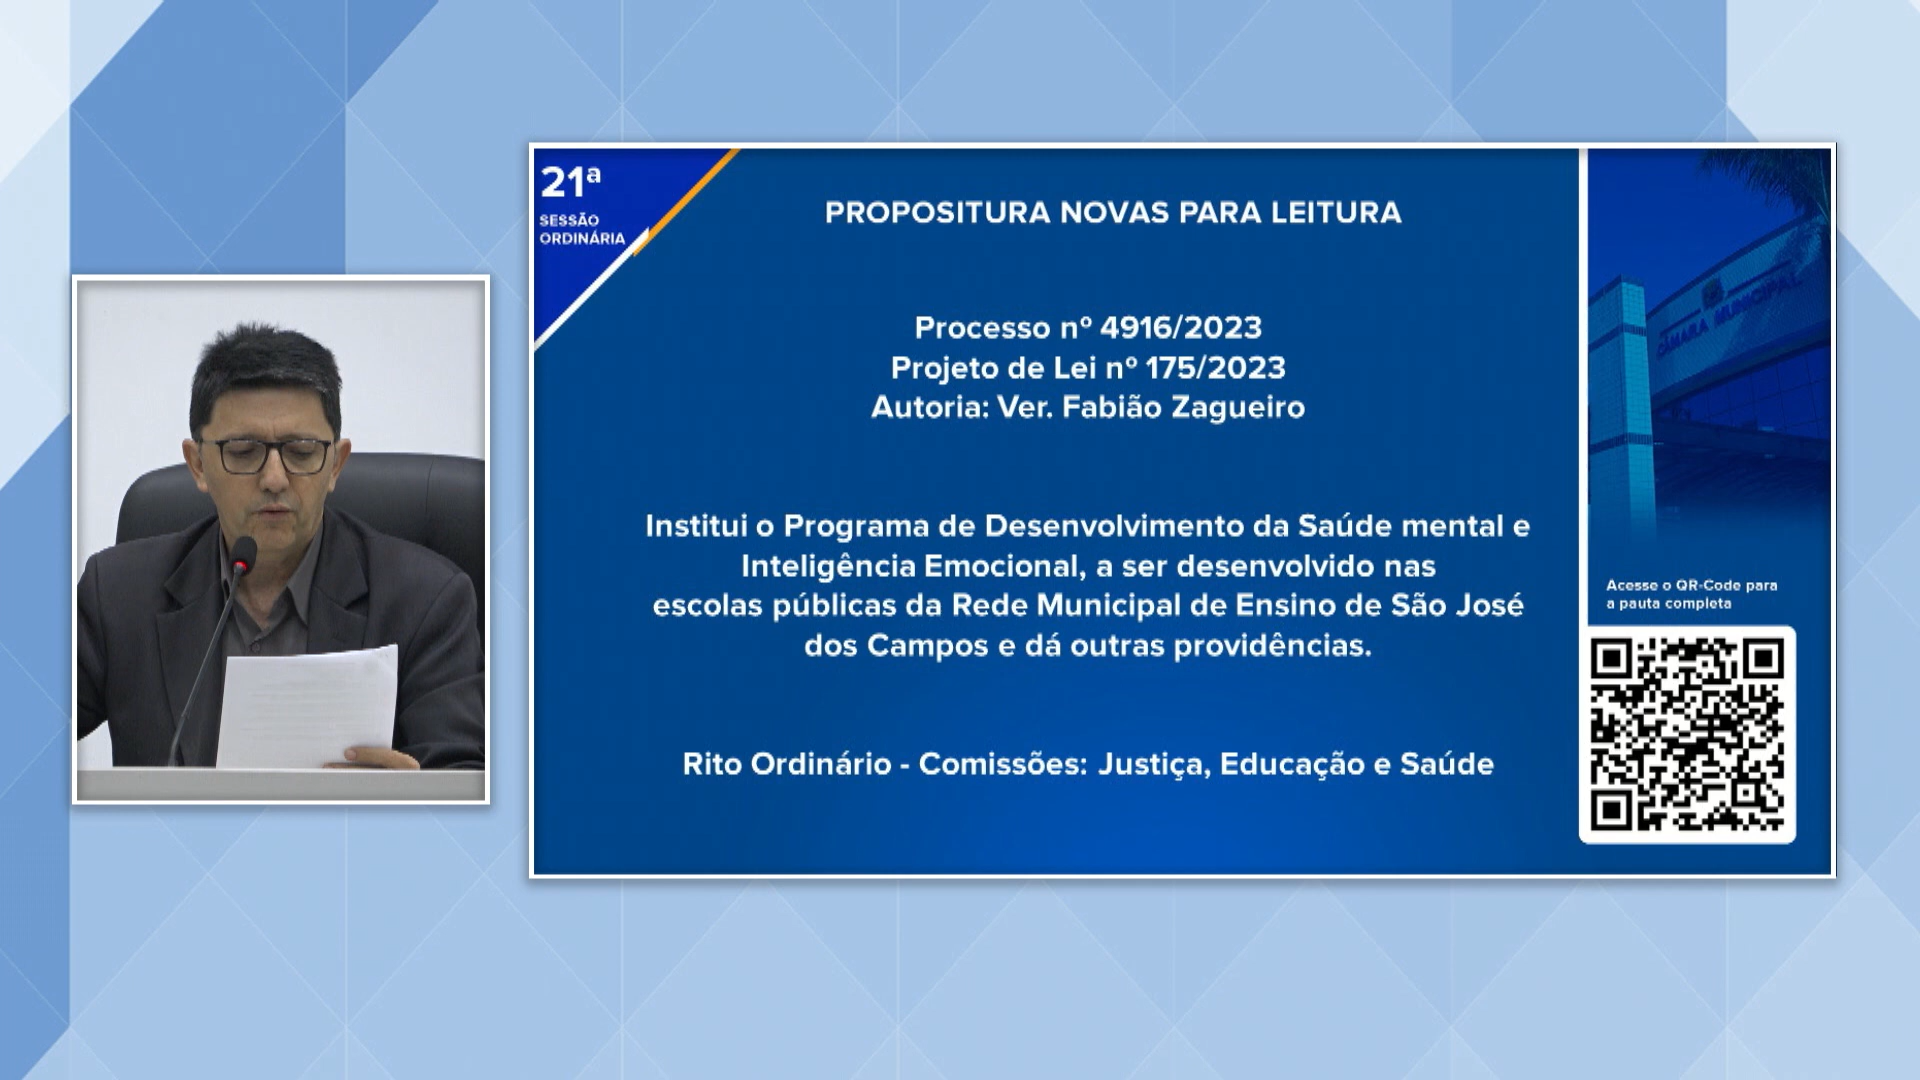 21ª
SESSÃO
ORDINÁRIA
PROPOSITURA NOVAS PARA LEITURA
Processo nº 4916/2023
Projeto de Lei nº 175/2023
Autoria: Ver. Fabião Zagueiro
Institui o Programa de Desenvolvimento da Saúde mental e
Inteligência Emocional, a ser desenvolvido nas
escolas públicas da Rede Municipal de Ensino de São José
dos Campos e dá outras providências.
Rito Ordinário - Comissões: Justiça, Educação e Saúde
CÂMARA MUNICIPAL
Acesse o QR-Code para
a pauta completa